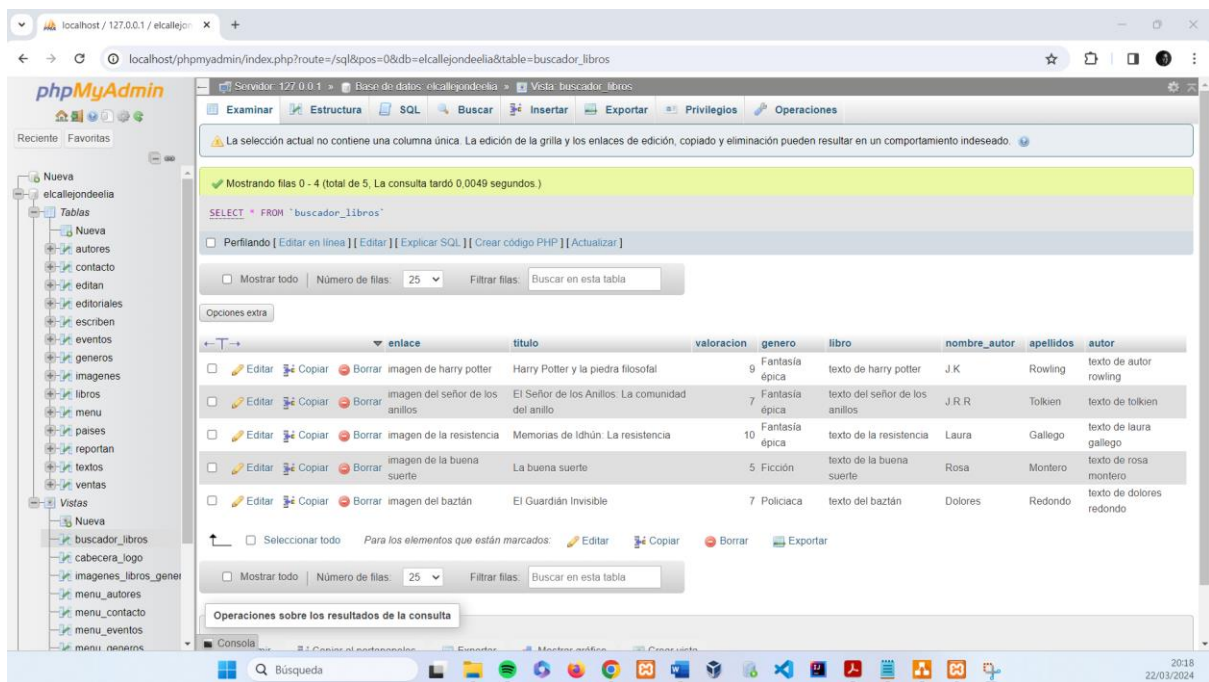 localhost / 127.0.0.1 / elcallejon
localhost/phpmyadmin/index.php?route=/sql&pos=0&db=elcallejondeelia&table=buscador_libros
phpMyAdmin
Reciente Favoritas
Nueva
elcallejondeelia
Tablas
Nueva
autores
contacto
editan
editoriales
escriben
eventos
generos
imagenes
libros
menu
paises
reportan
textos
ventas
Vistas
Nueva
buscador_libros
cabecera_logo
imagenes_libros_gener
menu_autores
menu_contacto
menu_eventos
menu_generos
Servidor: 127.0.0.1 » Base de datos: elcallejondeelia » Vista: buscador_libros
Examinar Estructura SQL Buscar Insertar Exportar Privilegios Operaciones
La selección actual no contiene una columna única. La edición de la grilla y los enlaces de edición, copiado y eliminación pueden resultar en un comportamiento indeseado.
Mostrando filas 0 - 4 (total de 5, La consulta tardó 0,0049 segundos.)
SELECT * FROM `buscador_libros`
Perfilando [ Editar en línea ] [ Editar ] [ Explicar SQL ] [ Crear código PHP ] [ Actualizar ]
Mostrar todo | Número de filas: 25 Filtrar filas: Buscar en esta tabla
Opciones extra
←T→ enlace titulo valoracion genero libro nombre_autor apellidos autor
Editar Copiar Borrar imagen de harry potter Harry Potter y la piedra filosofal 9 Fantasía épica texto de harry potter J.K Rowling texto de autor rowling
Editar Copiar Borrar imagen del señor de los anillos El Señor de los Anillos: La comunidad del anillo 7 Fantasía épica texto del señor de los anillos J.R.R Tolkien texto de tolkien
Editar Copiar Borrar imagen de la resistencia Memorias de Idhún: La resistencia 10 Fantasía épica texto de la resistencia Laura Gallego texto de laura gallego
Editar Copiar Borrar imagen de la buena suerte La buena suerte 5 Ficción texto de la buena suerte Rosa Montero texto de rosa montero
Editar Copiar Borrar imagen del baztán El Guardián Invisible 7 Policiaca texto del baztán Dolores Redondo texto de dolores redondo
Seleccionar todo Para los elementos que están marcados: Editar Copiar Borrar Exportar
Mostrar todo | Número de filas: 25 Filtrar filas: Buscar en esta tabla
Operaciones sobre los resultados de la consulta
Consola
Búsqueda
20:18
22/03/2024